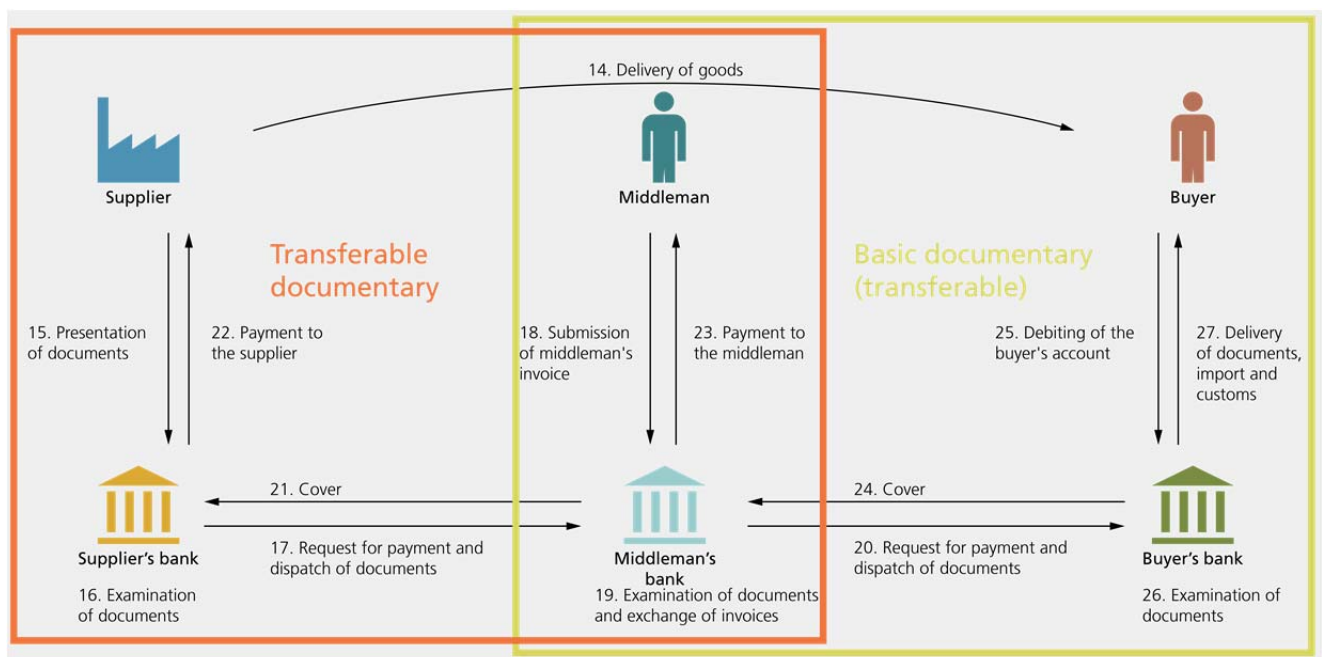 14. Delivery of goods
Supplier
Middleman
Buyer
Transferable
documentary
Basic documentary
(transferable)
15. Presentation
of documents
22. Payment to
the supplier
18. Submission
of middleman's
invoice
23. Payment to
the middleman
25. Debiting of the
buyer's account
27. Delivery
of documents,
import and
customs
21. Cover
24. Cover
17. Request for payment and
dispatch of documents
20. Request for payment and
dispatch of documents
Supplier’s bank
Middleman’s
bank
Buyer’s bank
16. Examination
of documents
19. Examination of documents
and exchange of invoices
26. Examination of
documents